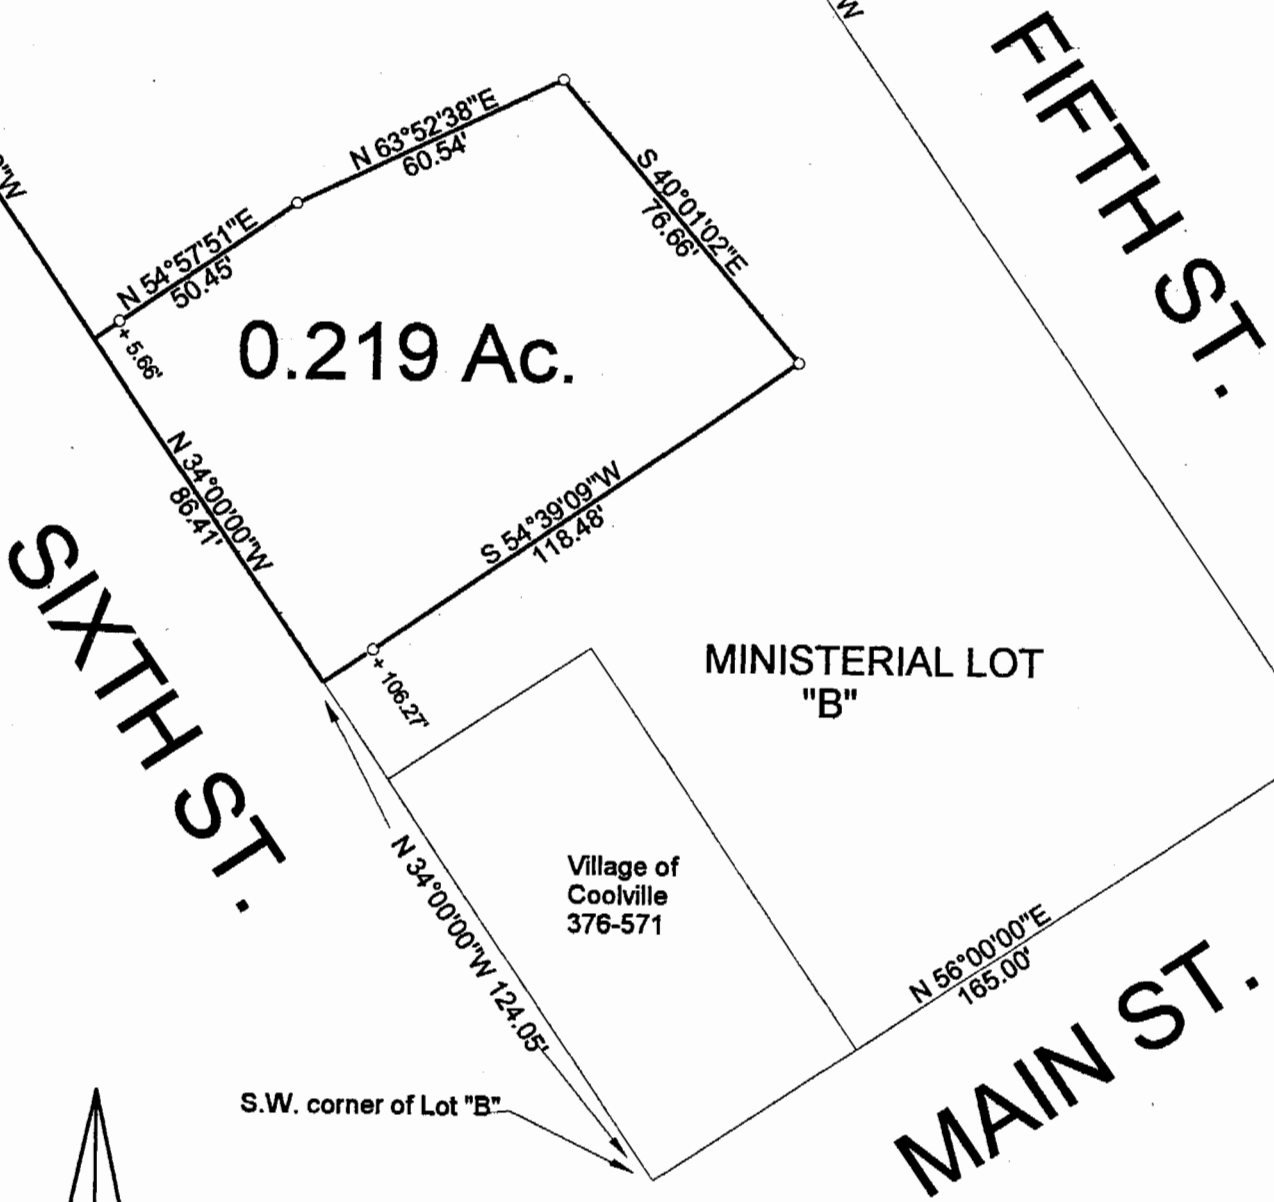 "W
W
FIFTH ST.
N 63°52'38"E
60.54'
S 40°01'02"E
76.66'
N 54°57'51"E
50.45'
+ 5.66'
0.219 Ac.
N 34°00'00"W
86.41'
S 54°39'09"W
118.48'
SIXTH ST.
+ 106.27'
MINISTERIAL LOT
"B"
N 34°00'00"W 124.05'
Village of
Coolville
376-571
N 56°00'00"E
165.00'
MAIN ST.
S.W. corner of Lot "B"